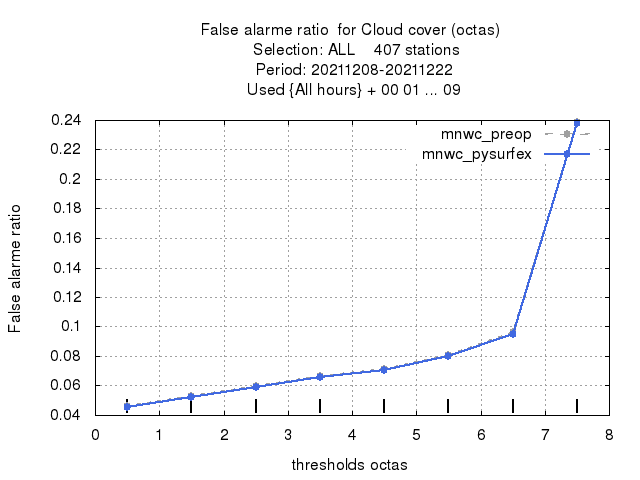 False alarme ratio  for Cloud cover (octas)
Selection: ALL    407 stations
Period: 20211208-20211222
Used {All hours} + 00 01 ... 09
mnwc_preop
mnwc_pysurfex
False alarme ratio
0.24
0.22
0.2
0.18
0.16
0.14
0.12
0.1
0.08
0.06
0.04
0 1 2 3 4 5 6 7 8
thresholds octas